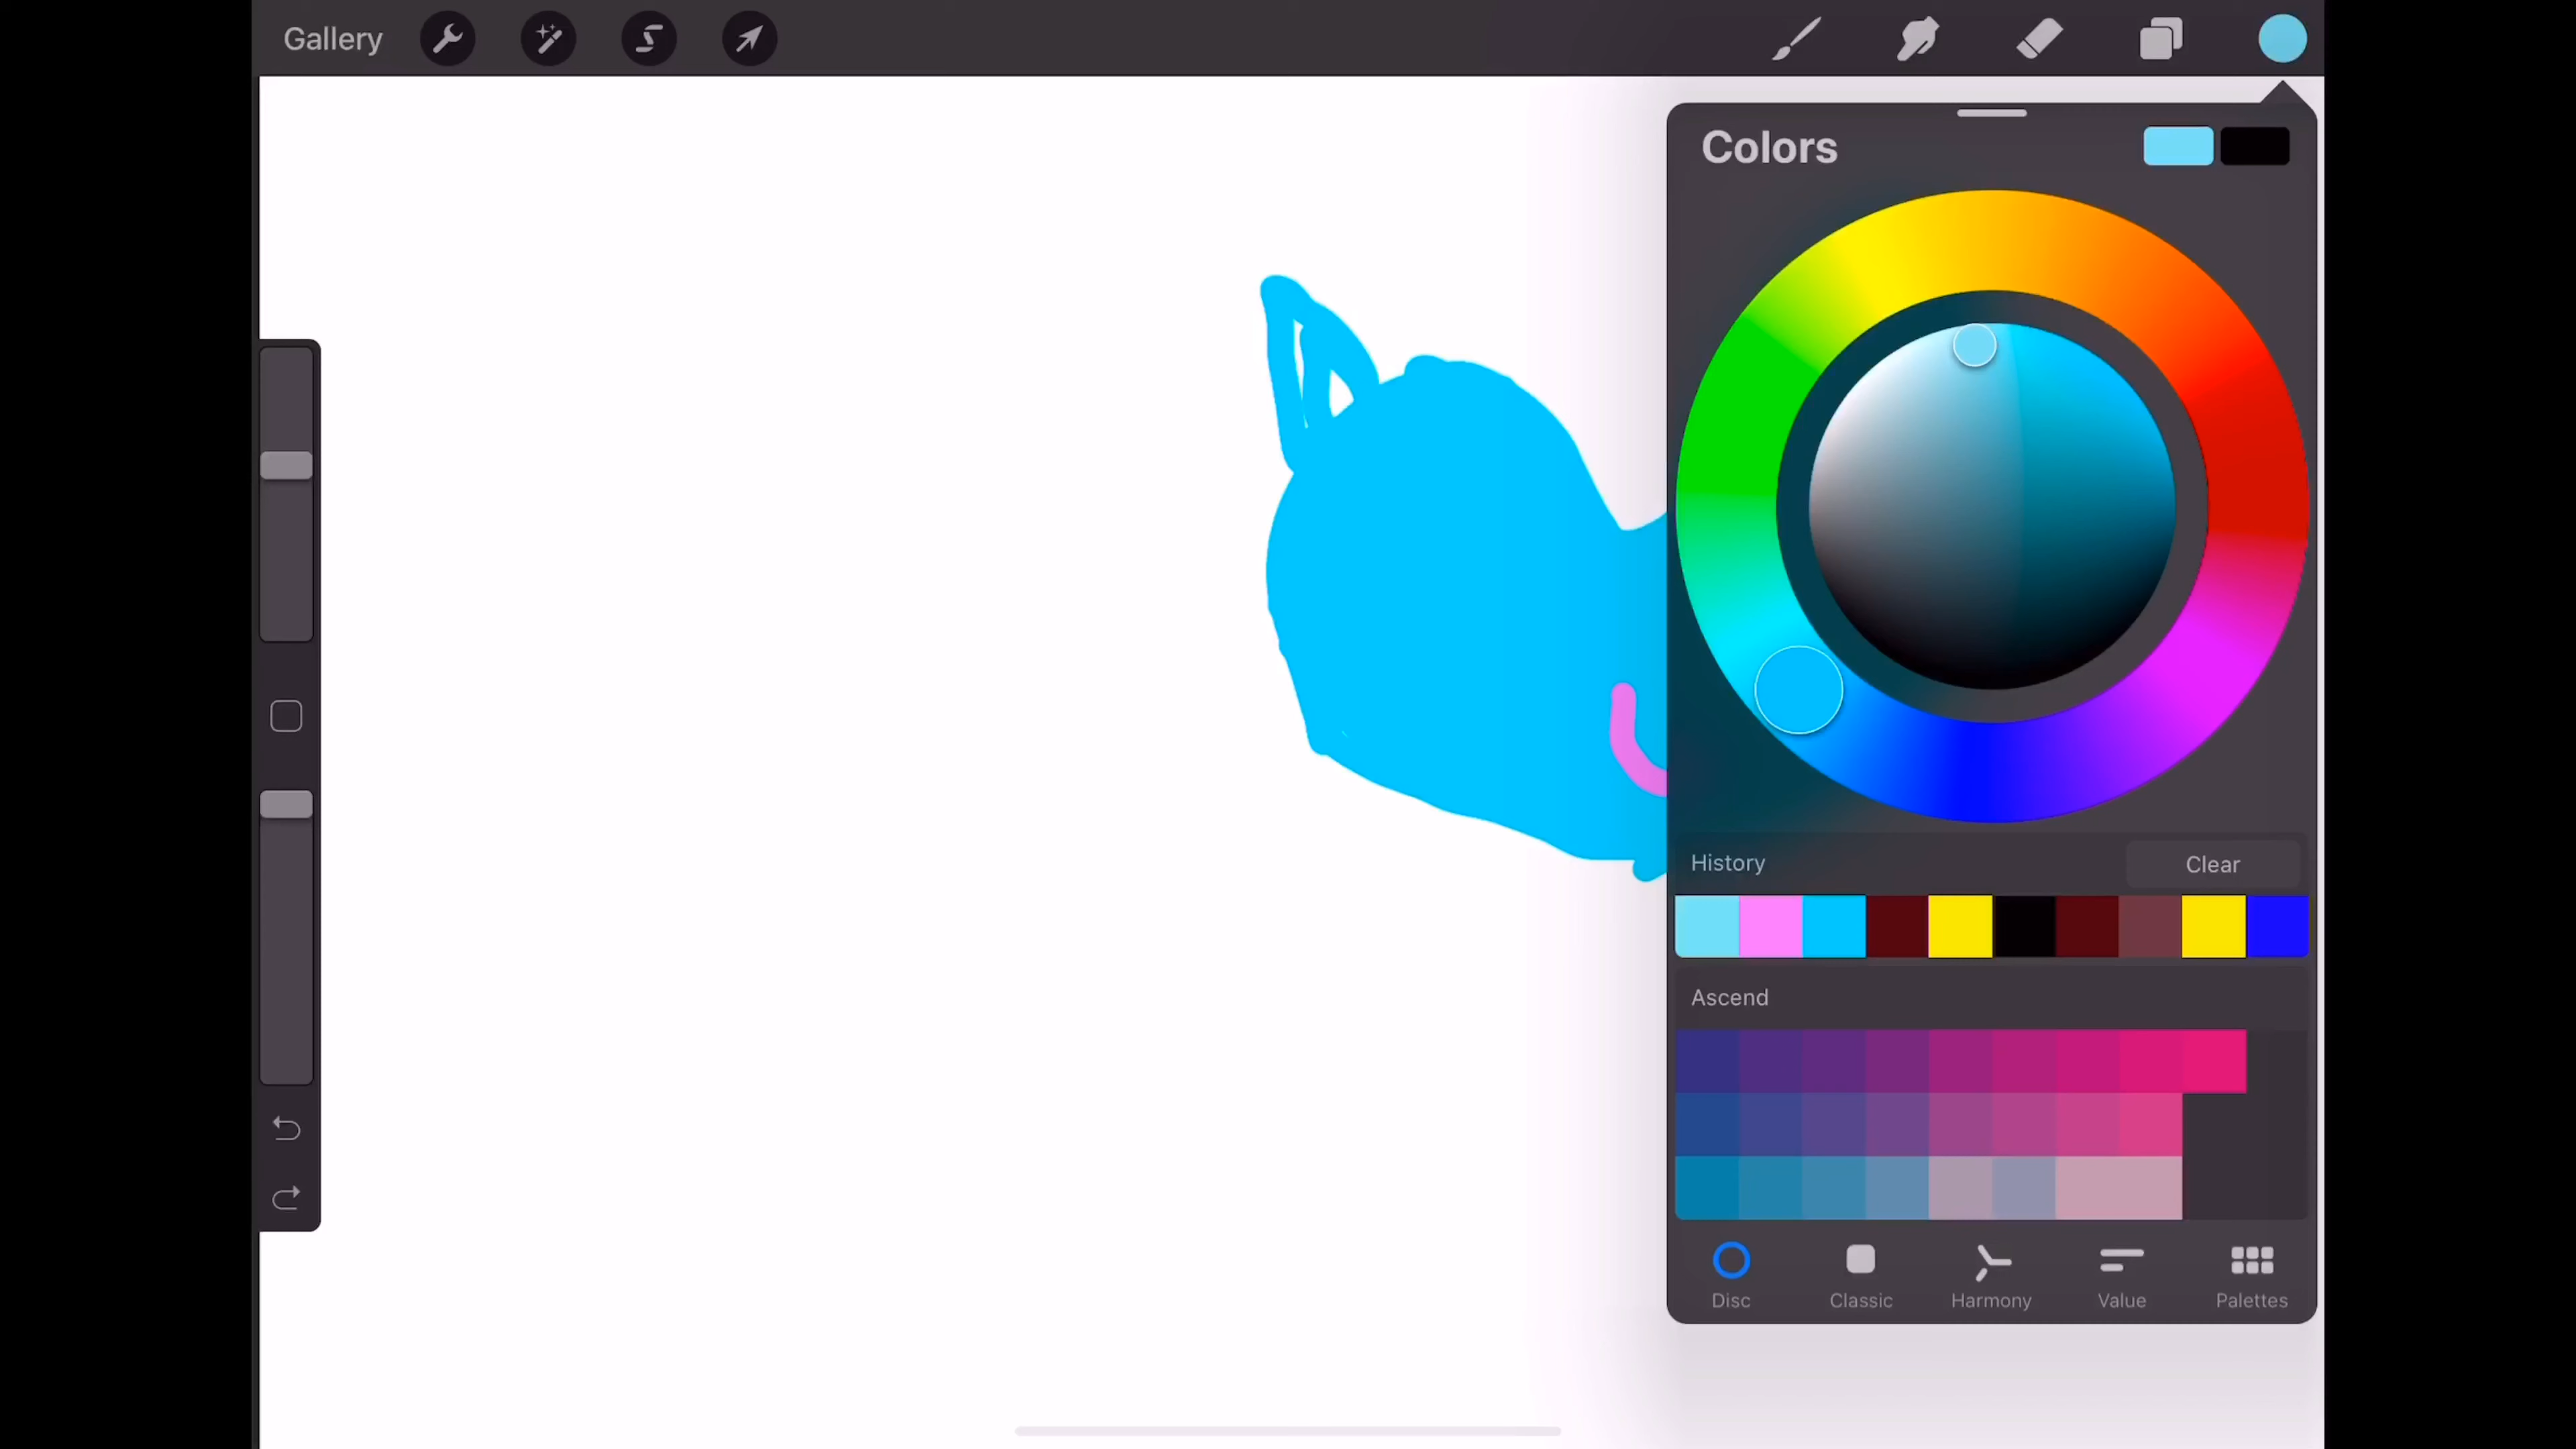 Gallery
Colors
History
Clear
Ascend
Disc
Classic
Harmony
Value
Palettes